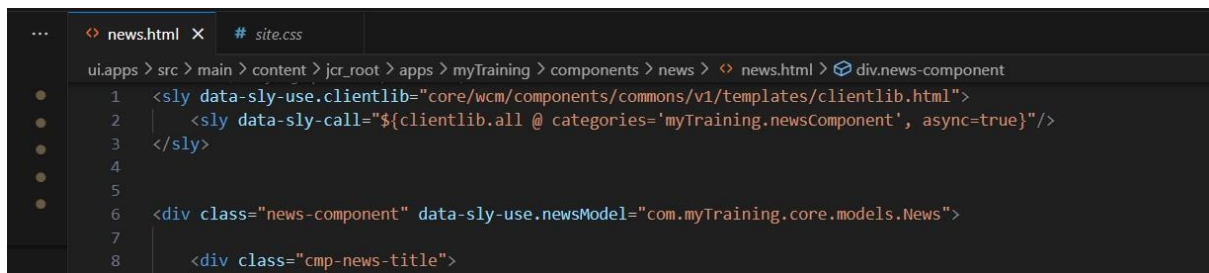 ... <> news.html X # site.css
ui.apps > src > main > content > jcr_root > apps > myTraining > components > news > <> news.html > div.news-component
1 <sly data-sly-use.clientlib="core/wcm/components/commons/v1/templates/clientlib.html">
2 <sly data-sly-call="${clientlib.all @ categories='myTraining.newsComponent', async=true}"/>
3 </sly>
4
5
6 <div class="news-component" data-sly-use.newsModel="com.myTraining.core.models.News">
7
8 <div class="cmp-news-title">